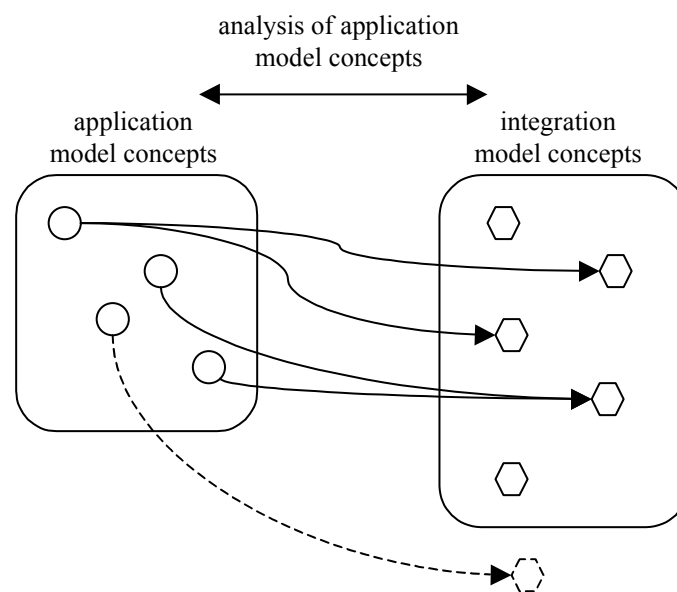 analysis of application
model concepts
application
model concepts
integration
model concepts